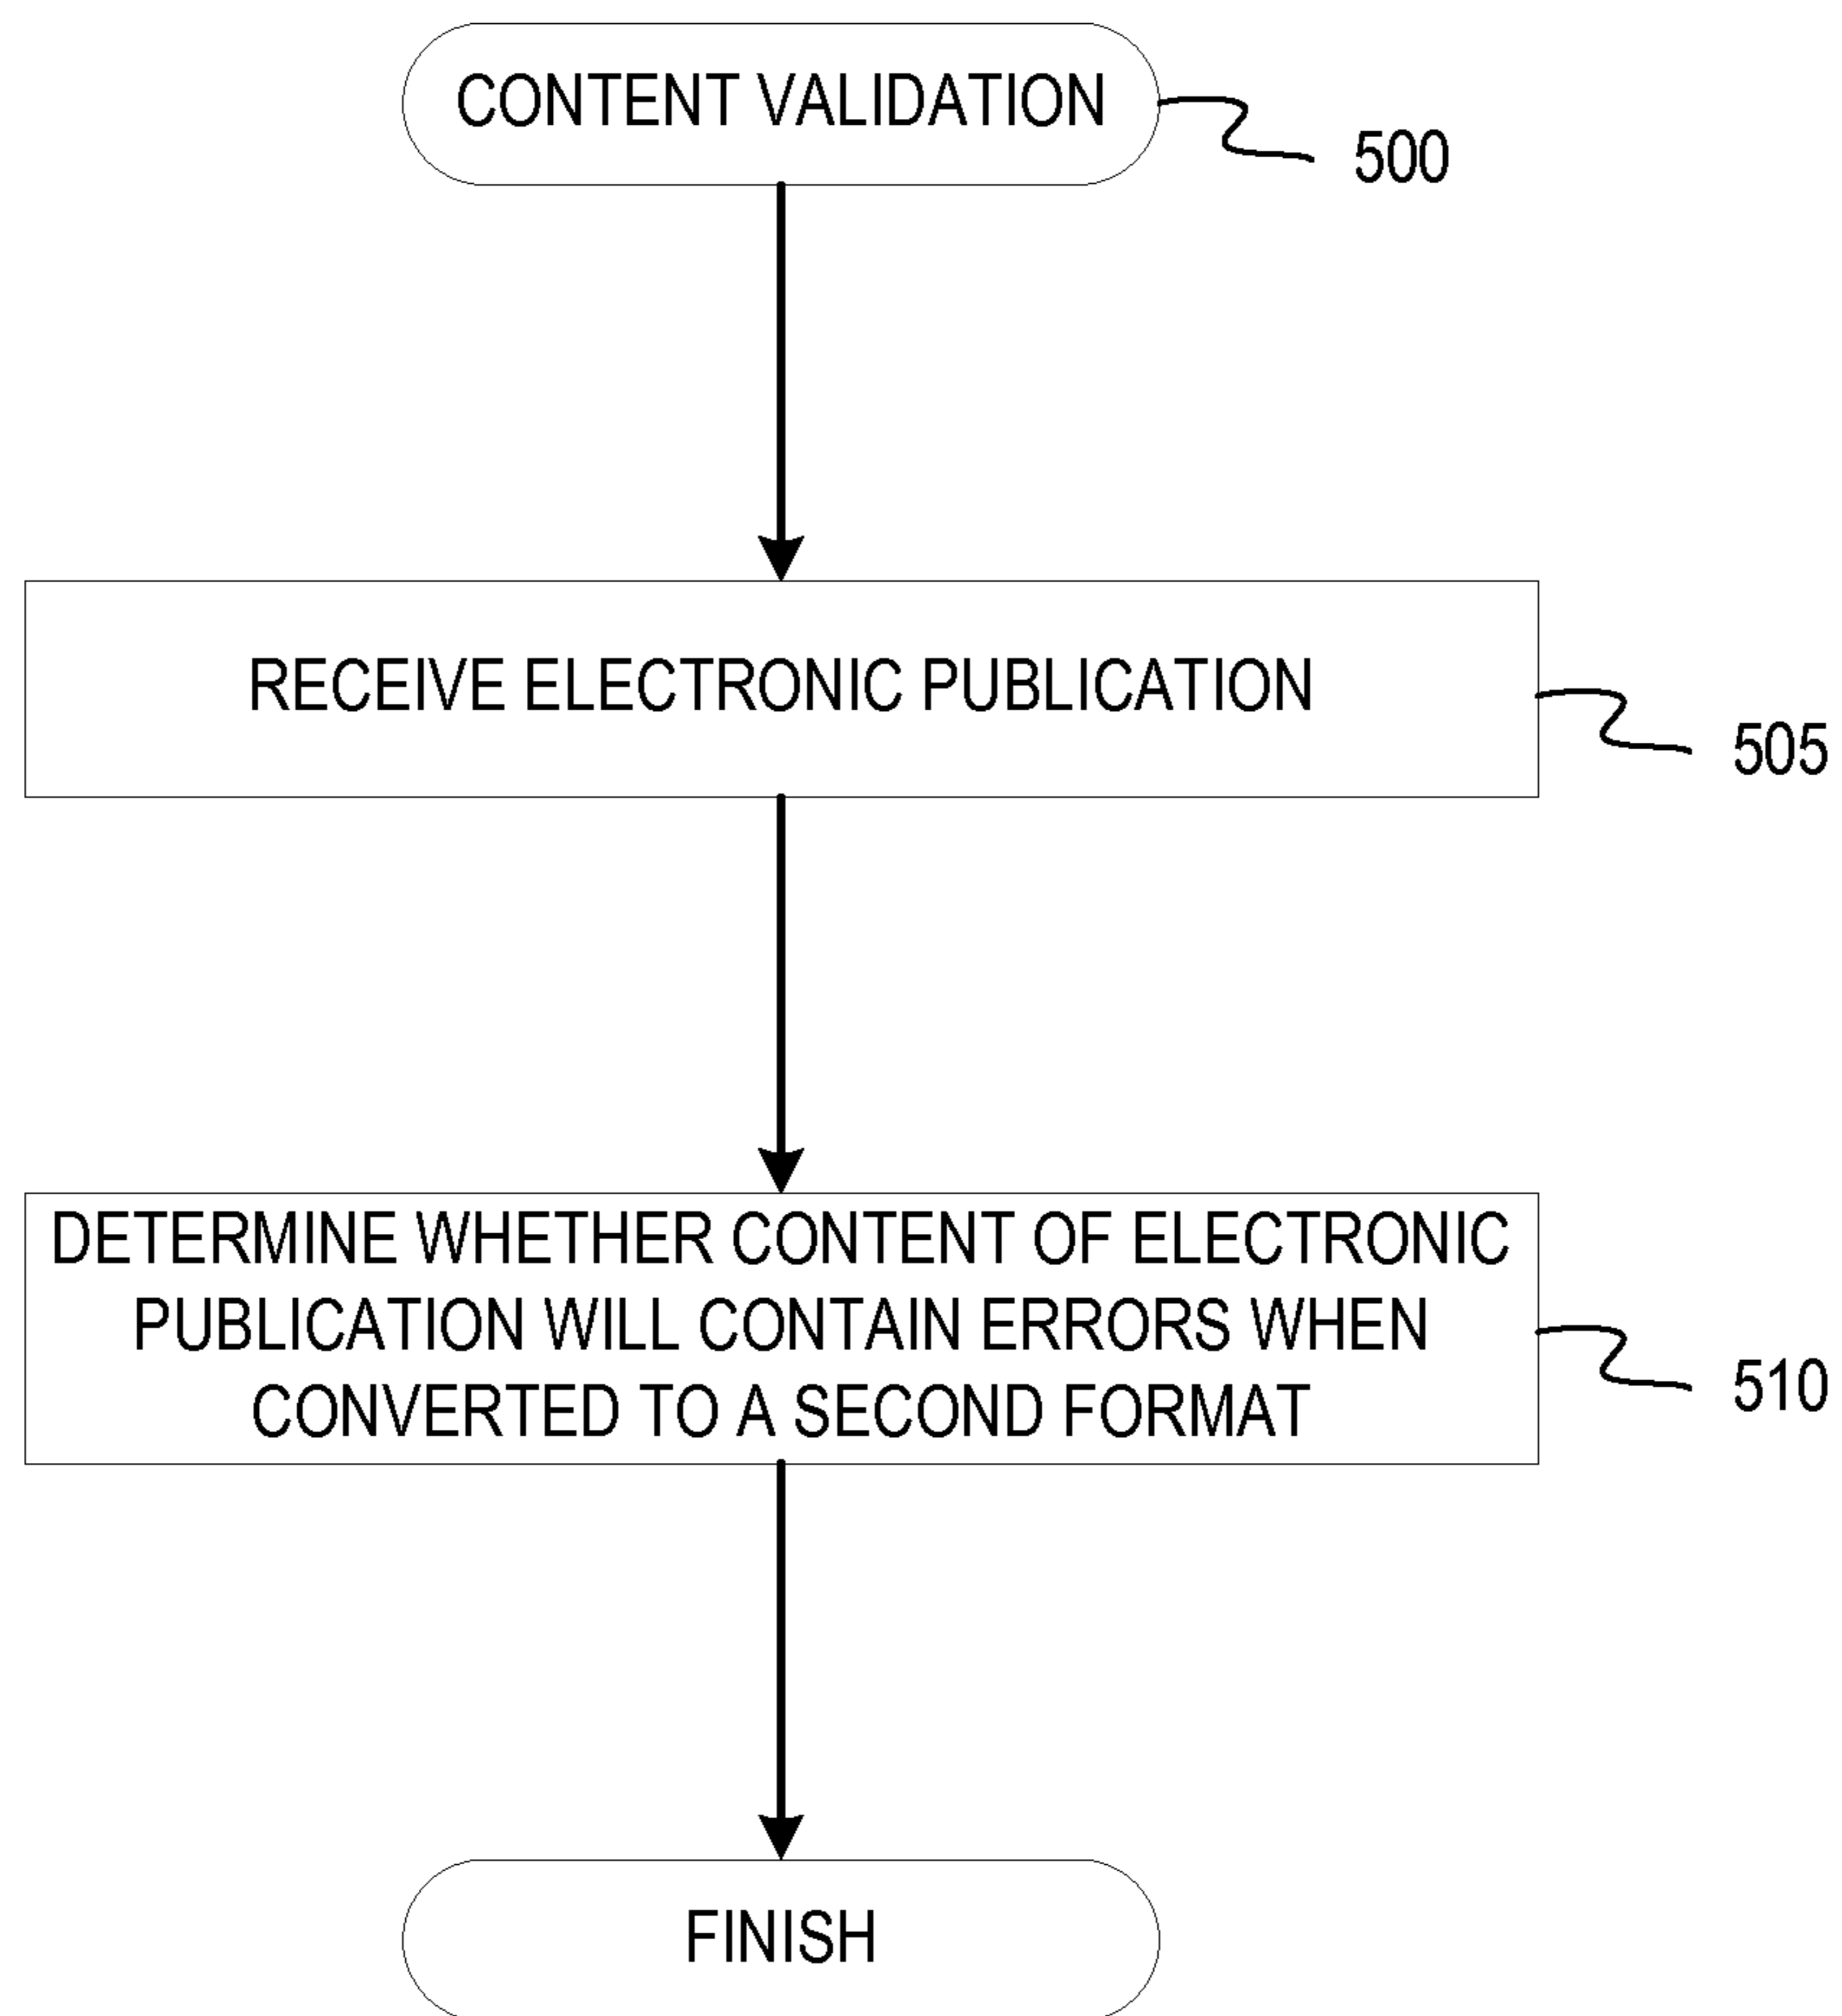 CONTENT VALIDATION
500
RECEIVE ELECTRONIC PUBLICATION
505
DETERMINE WHETHER CONTENT OF ELECTRONIC
PUBLICATION WILL CONTAIN ERRORS WHEN
CONVERTED TO A SECOND FORMAT
510
FINISH